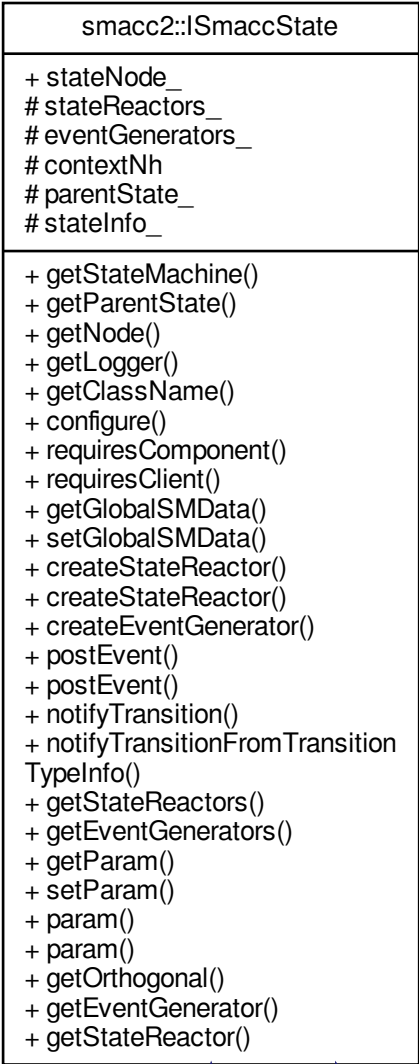 smacc2::ISmaccState
+ stateNode_
# stateReactors_
# eventGenerators_
# contextNh
# parentState_
# stateInfo_
+ getStateMachine()
+ getParentState()
+ getNode()
+ getLogger()
+ getClassName()
+ configure()
+ requiresComponent()
+ requiresClient()
+ getGlobalSMData()
+ setGlobalSMData()
+ createStateReactor()
+ createStateReactor()
+ createEventGenerator()
+ postEvent()
+ postEvent()
+ notifyTransition()
+ notifyTransitionFromTransition
TypeInfo()
+ getStateReactors()
+ getEventGenerators()
+ getParam()
+ setParam()
+ param()
+ param()
+ getOrthogonal()
+ getEventGenerator()
+ getStateReactor()